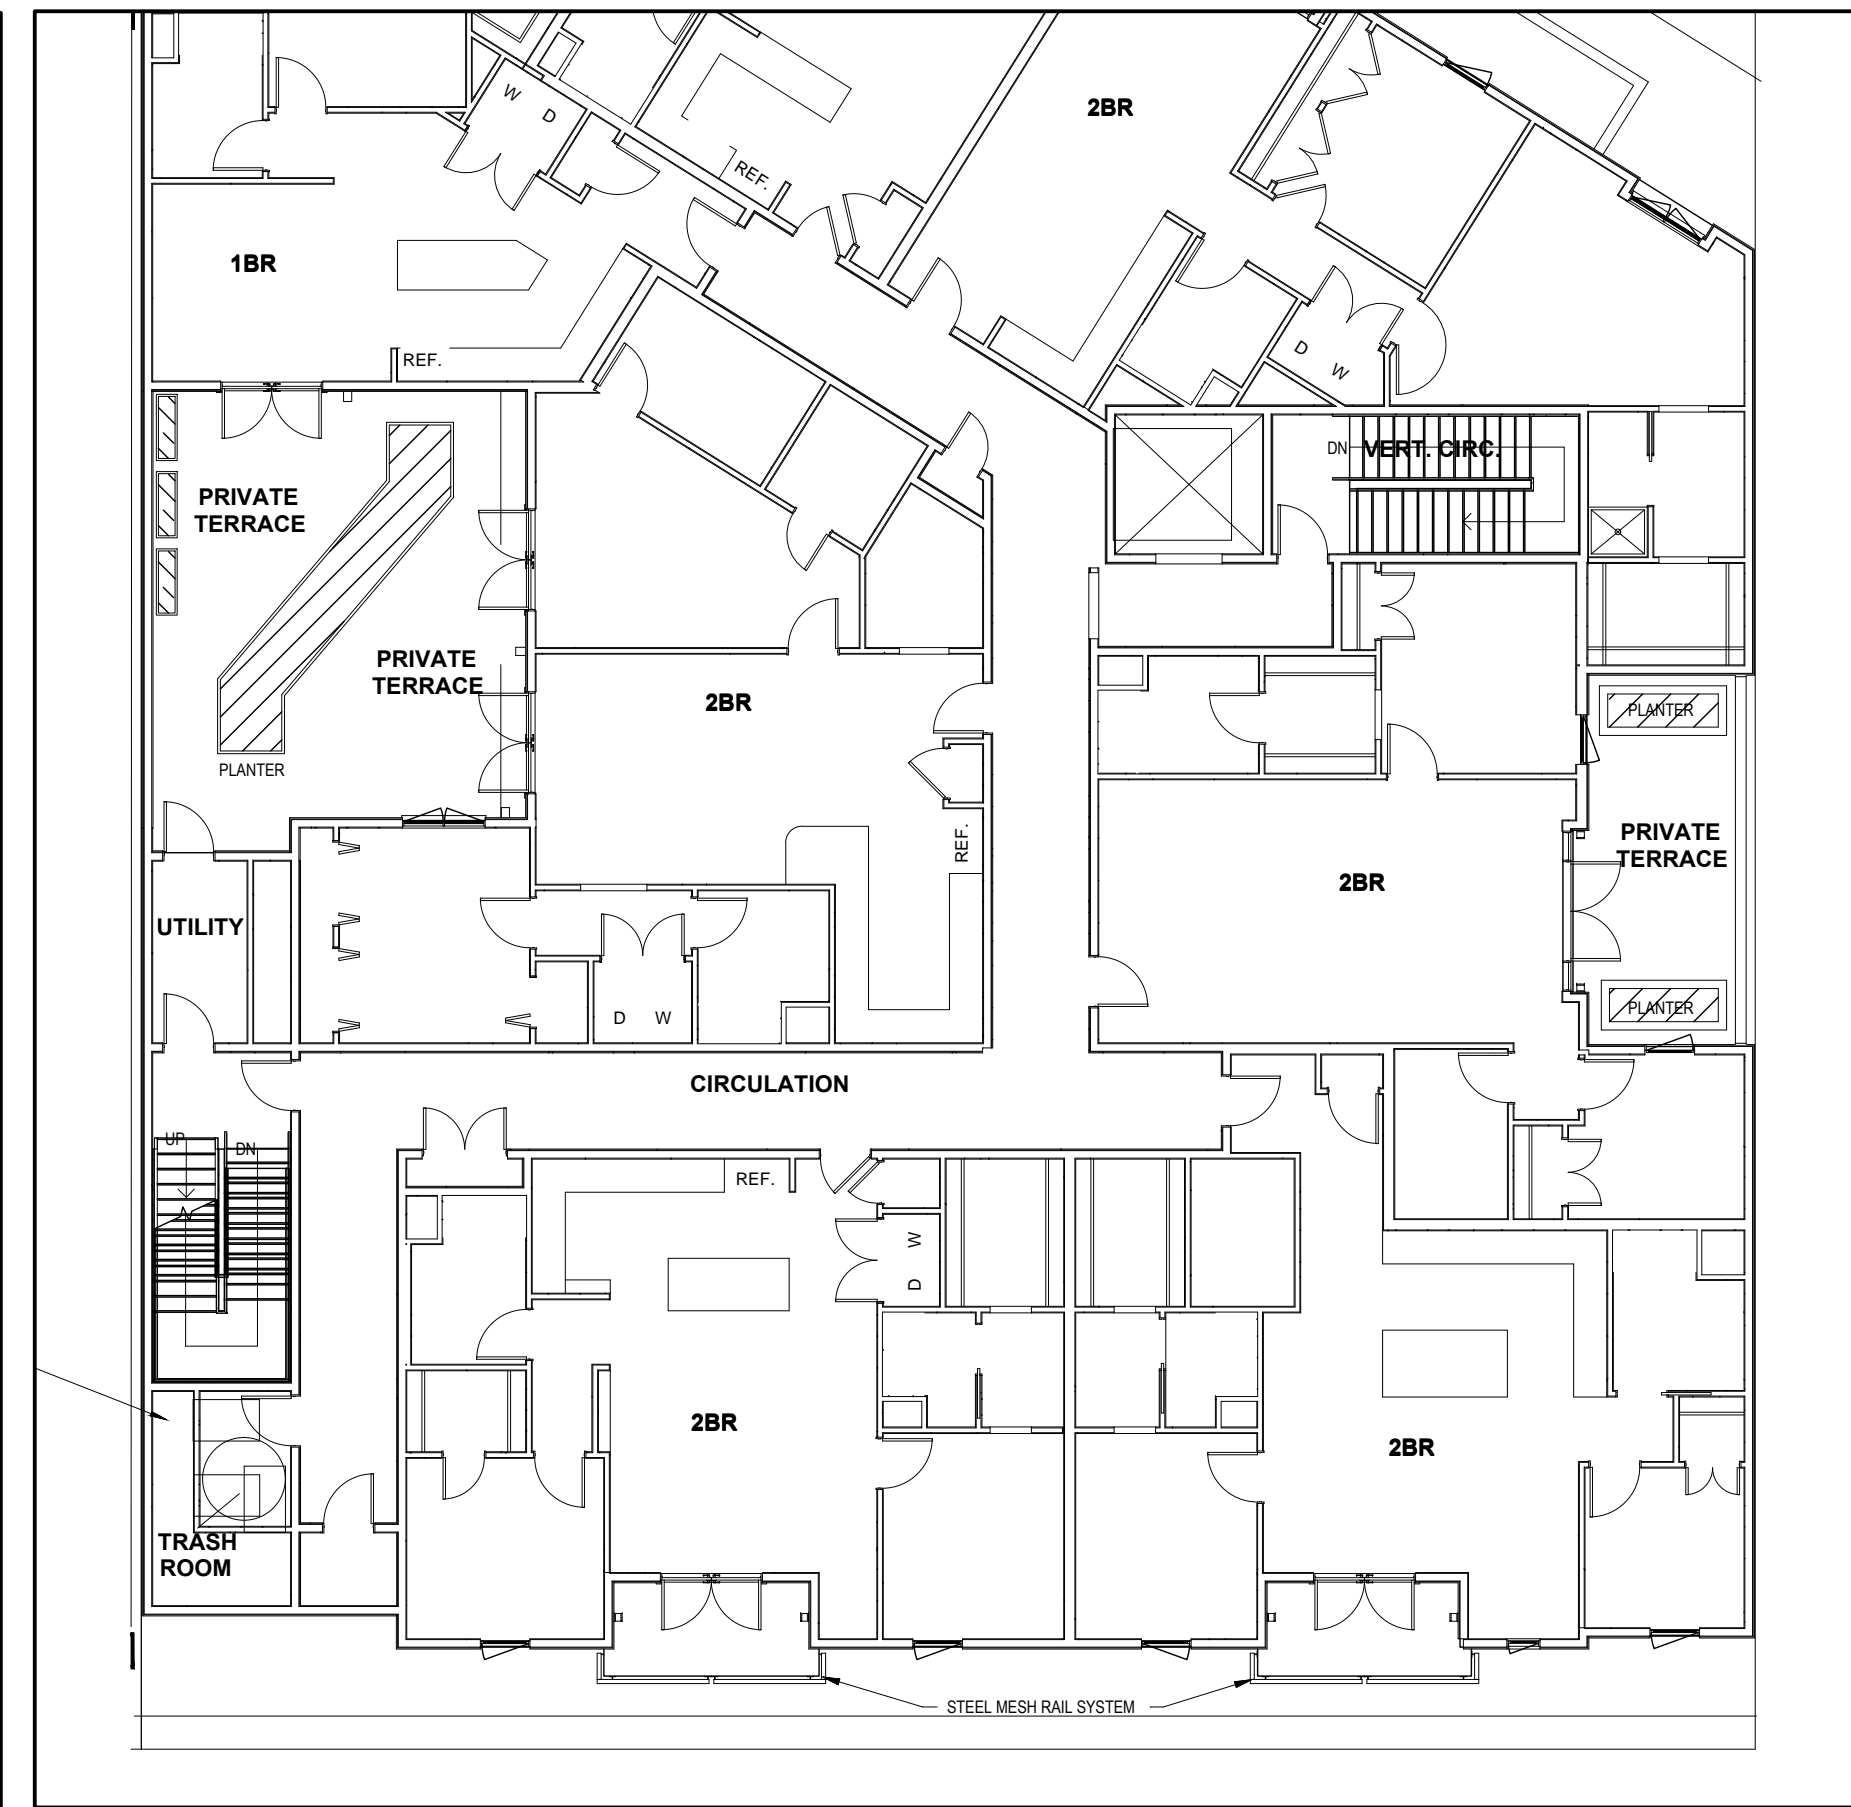 W
D
2BR
REF.
1BR
REF.
D
W
DN
VERT. CIRC.
PRIVATE
TERRACE
PRIVATE
TERRACE
2BR
PLANTER
PLANTER
REF.
PRIVATE
TERRACE
2BR
UTILITY
PLANTER
D
W
CIRCULATION
UP
DN
REF.
W
D
2BR
2BR
TRASH
ROOM
STEEL MESH RAIL SYSTEM